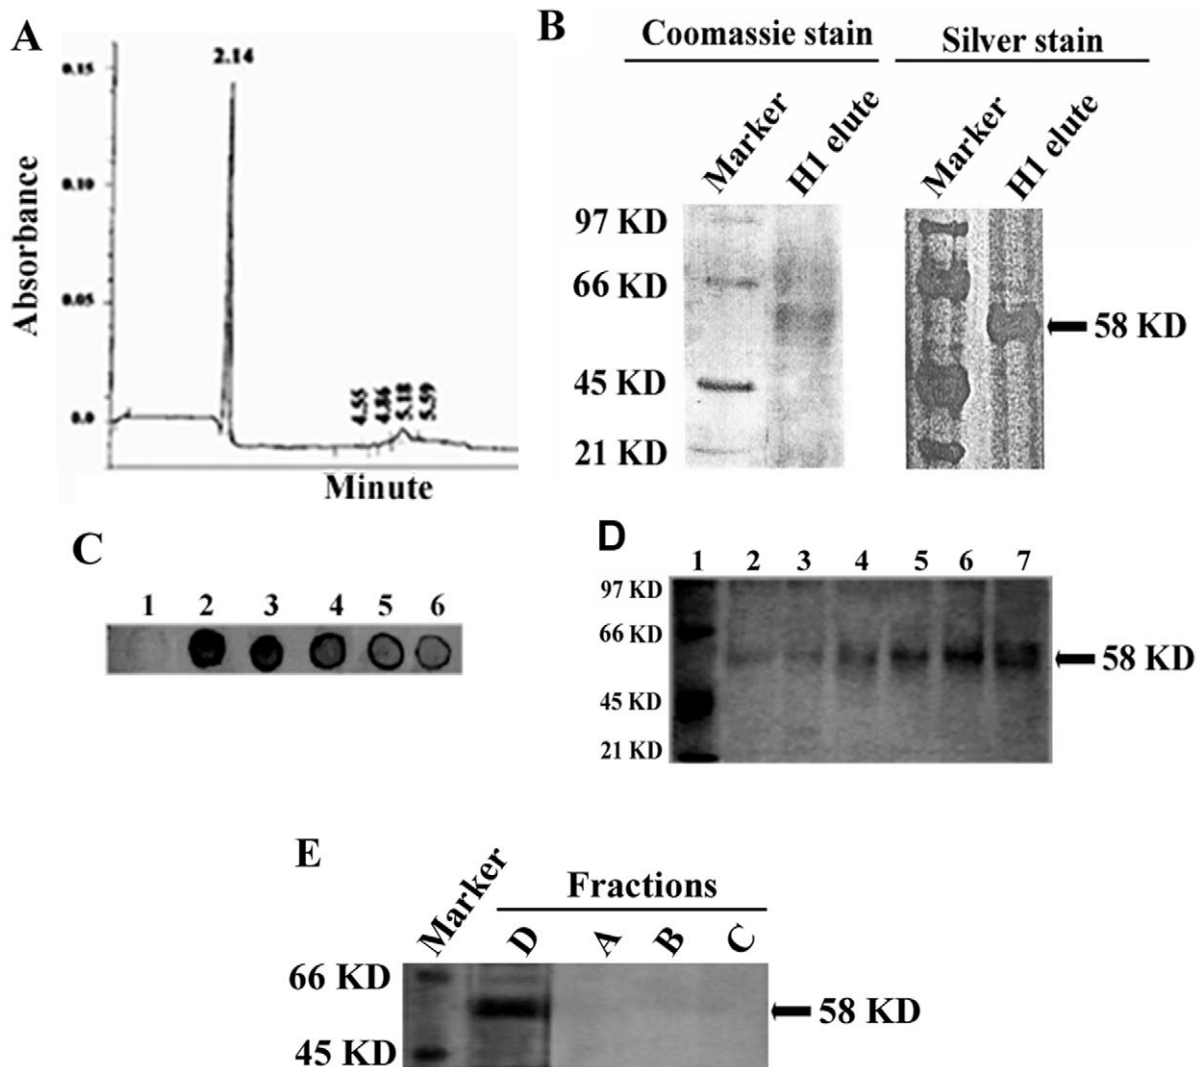 A
2.14
0.15
0.10
0.05
0.0
Absorbance
4.55
4.86
5.18
5.59
Minute
B
Coomassie stain
Silver stain
Marker
H1 elute
Marker
H1 elute
97 KD
66 KD
45 KD
21 KD
58 KD
C
1 2 3 4 5 6
D
1 2 3 4 5 6 7
97 KD
66 KD
45 KD
21 KD
58 KD
E
Marker
Fractions
D
A
B
C
66 KD
45 KD
58 KD